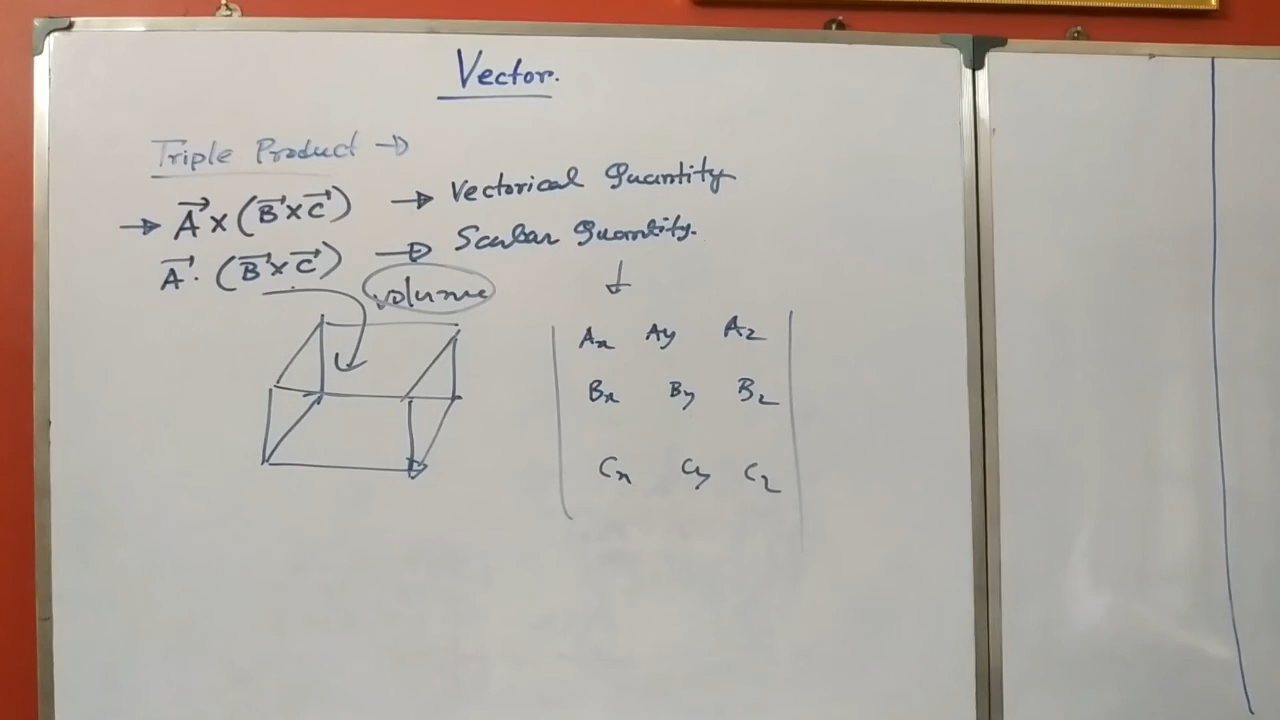 Vector.
Triple Product →
→ A⃗ × (B⃗ × C⃗) → Vectorical Quantity
A⃗ · (B⃗ × C⃗) → Scalar Quantity.
volume ↓
Ax Ay Az
Bx By Bz
Cx Cy Cz